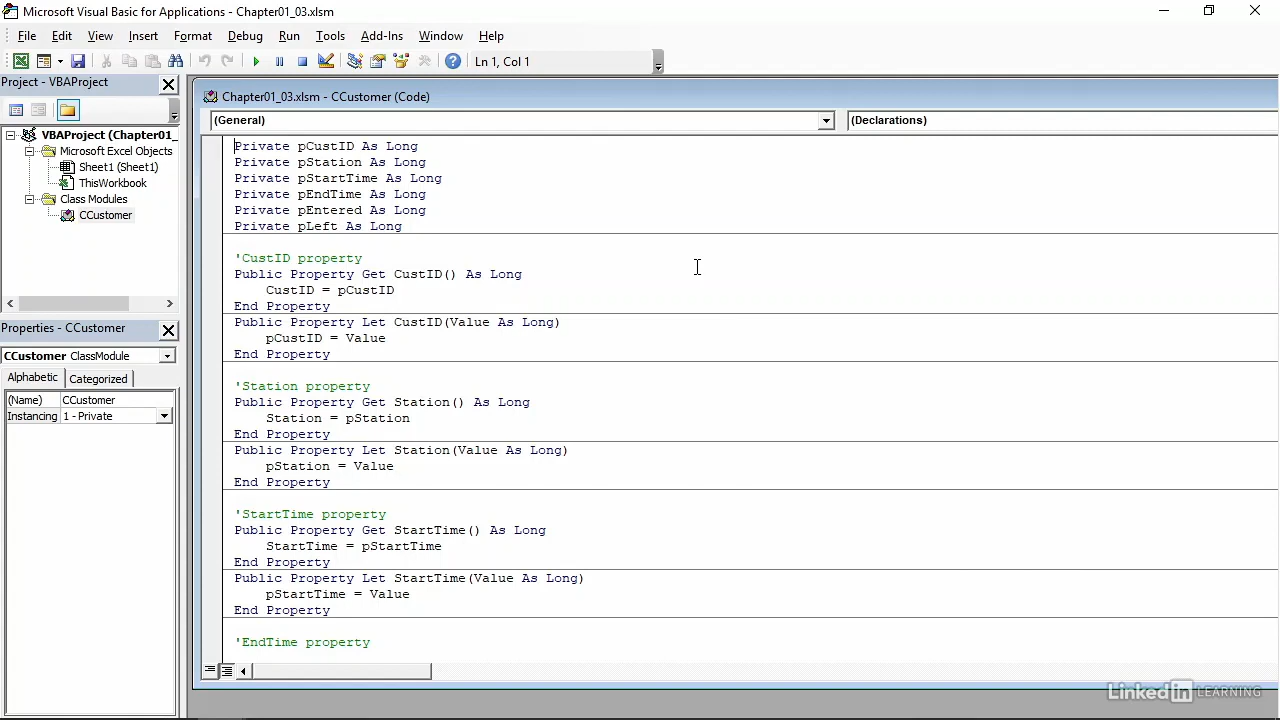 Microsoft Visual Basic for Applications - Chapter01_03.xlsm
File Edit View Insert Format Debug Run Tools Add-Ins Window Help
Ln 1, Col 1
Project - VBAProject
VBAProject (Chapter01_
Microsoft Excel Objects
Sheet1 (Sheet1)
ThisWorkbook
Class Modules
CCustomer
Properties - CCustomer
CCustomer ClassModule
Alphabetic Categorized
(Name) CCustomer
Instancing 1 - Private
Chapter01_03.xlsm - CCustomer (Code)
(General) (Declarations)
Private pCustID As Long
Private pStation As Long
Private pStartTime As Long
Private pEndTime As Long
Private pEntered As Long
Private pLeft As Long
'CustID property
Public Property Get CustID() As Long
CustID = pCustID
End Property
Public Property Let CustID(Value As Long)
pCustID = Value
End Property
'Station property
Public Property Get Station() As Long
Station = pStation
End Property
Public Property Let Station(Value As Long)
pStation = Value
End Property
'StartTime property
Public Property Get StartTime() As Long
StartTime = pStartTime
End Property
Public Property Let StartTime(Value As Long)
pStartTime = Value
End Property
'EndTime property
LinkedIn LEARNING